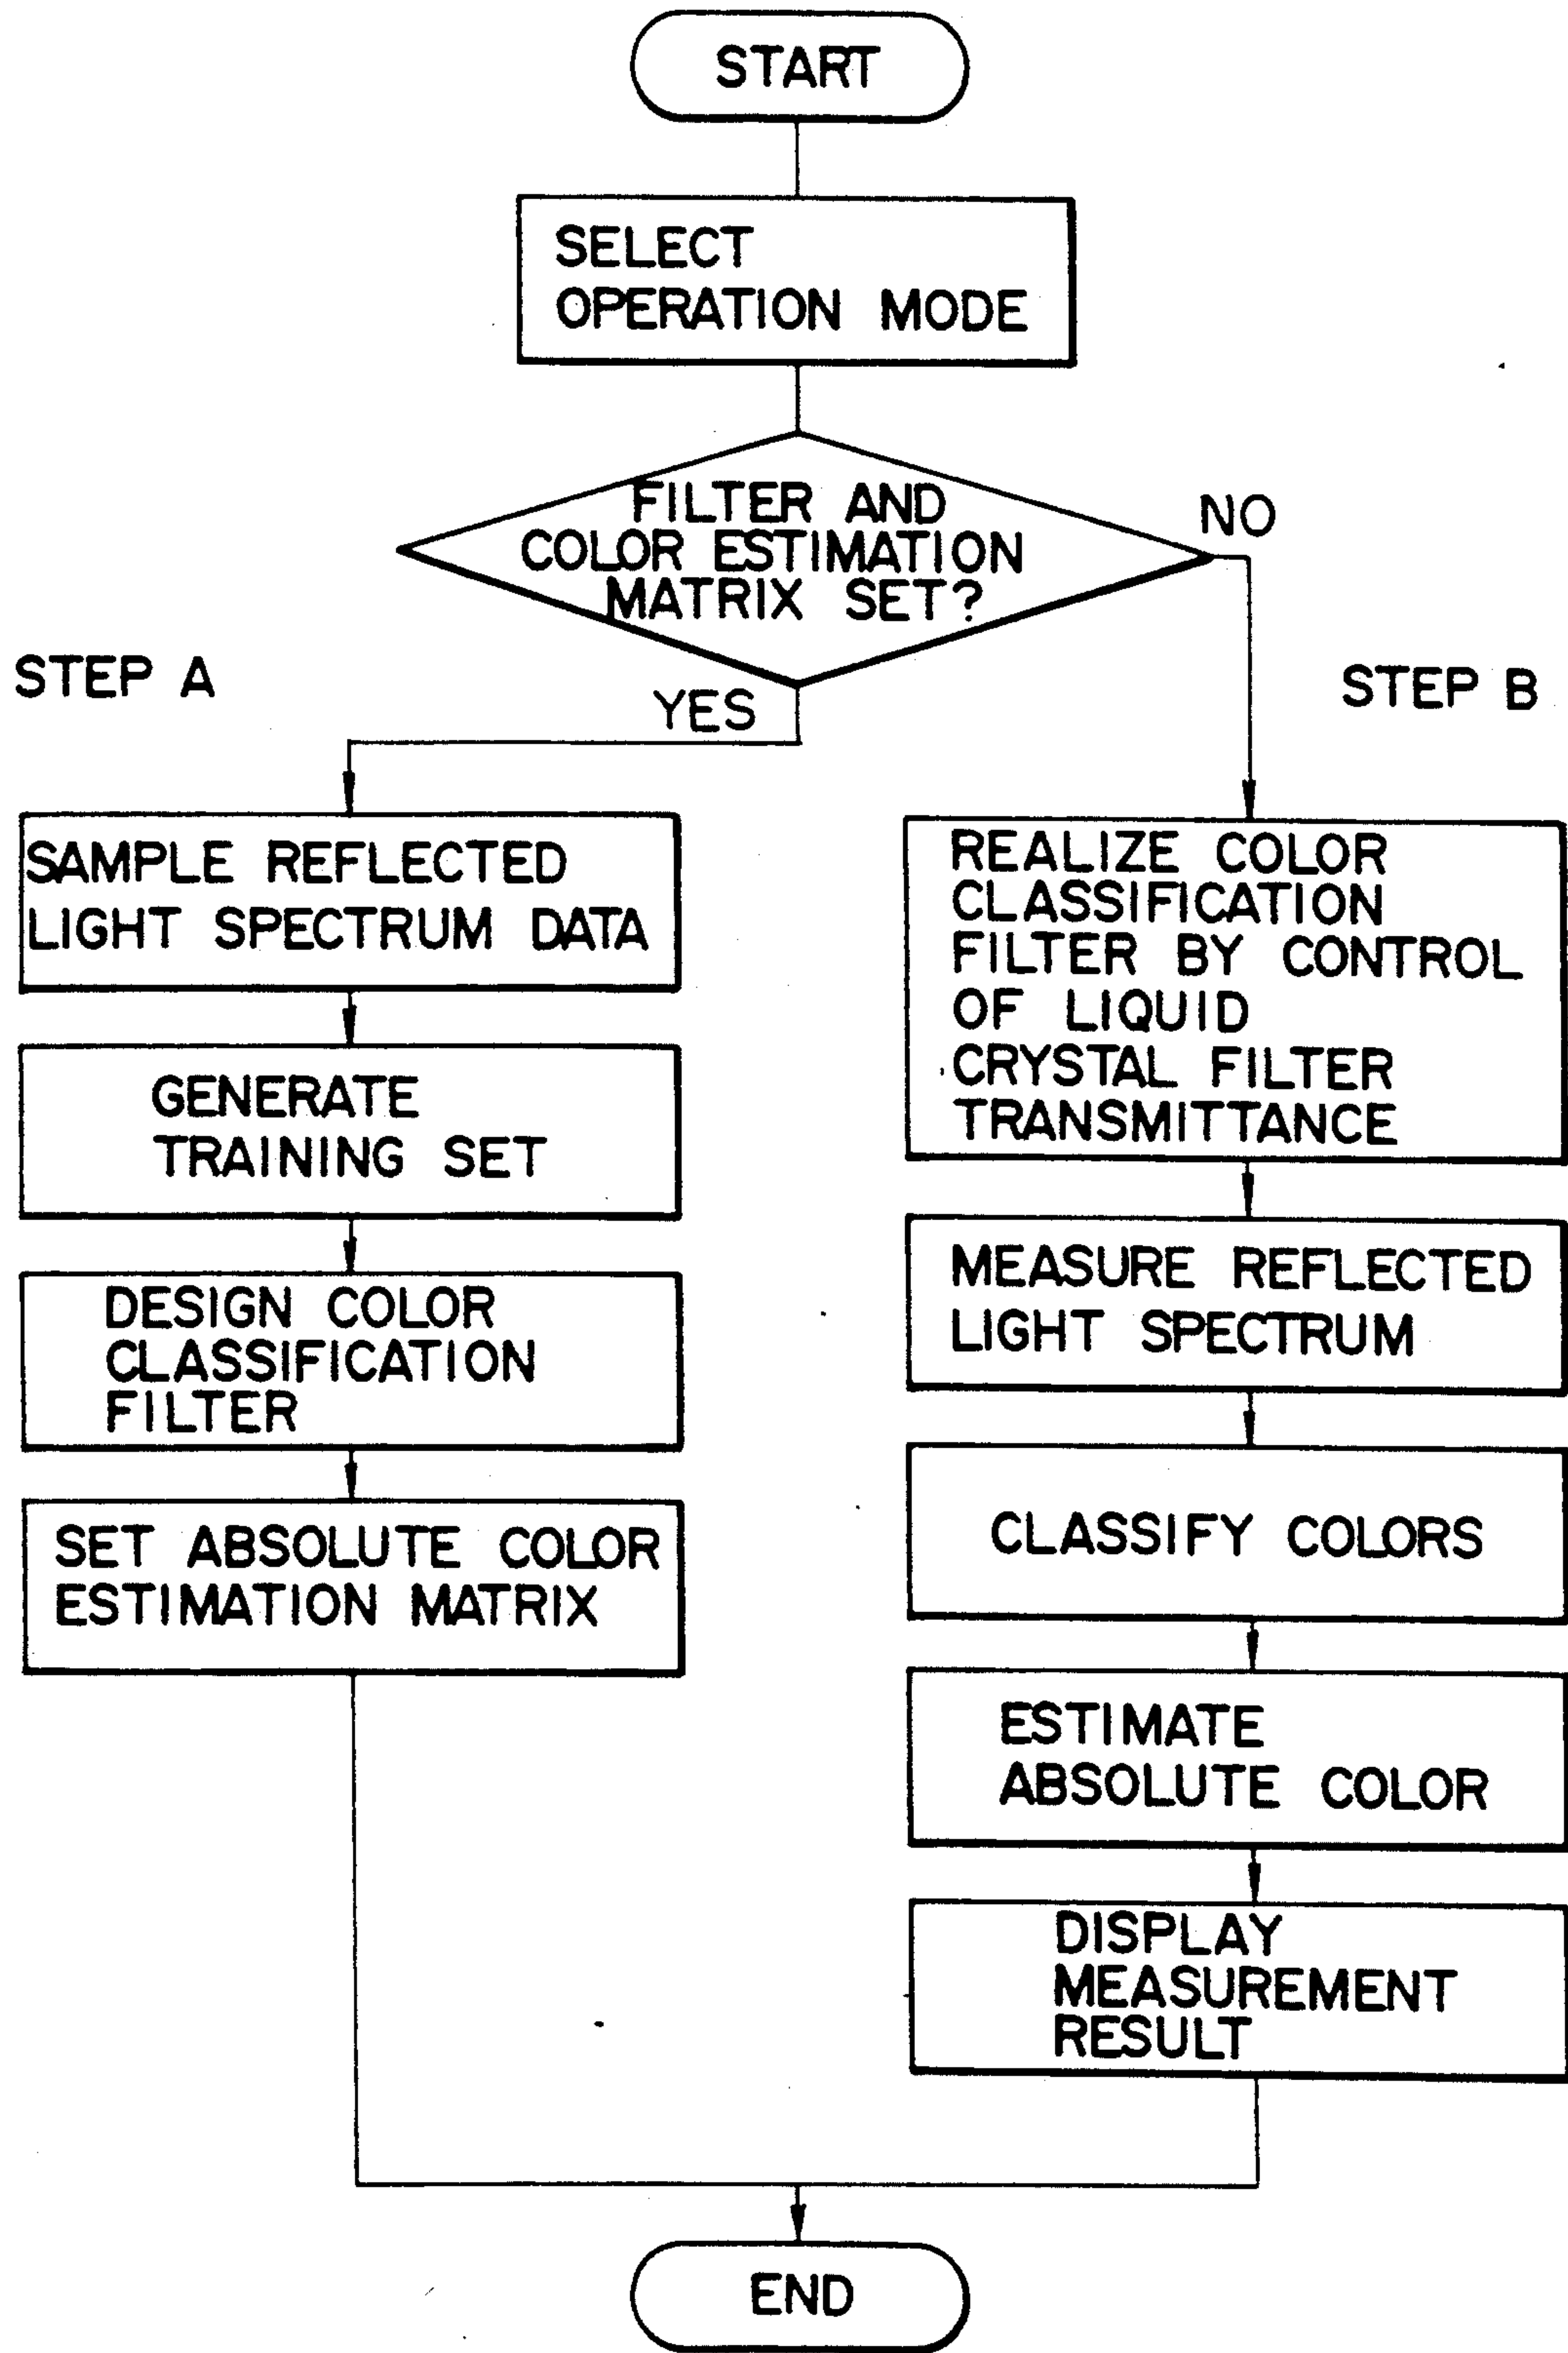 START
SELECT
OPERATION MODE
FILTER AND
COLOR ESTIMATION
MATRIX SET?
NO
YES
STEP A
SAMPLE REFLECTED
LIGHT SPECTRUM DATA
GENERATE
TRAINING SET
DESIGN COLOR
CLASSIFICATION
FILTER
SET ABSOLUTE COLOR
ESTIMATION MATRIX
STEP B
REALIZE COLOR
CLASSIFICATION
FILTER BY CONTROL
OF LIQUID
CRYSTAL FILTER
TRANSMITTANCE
MEASURE REFLECTED
LIGHT SPECTRUM
CLASSIFY COLORS
ESTIMATE
ABSOLUTE COLOR
DISPLAY
MEASUREMENT
RESULT
END